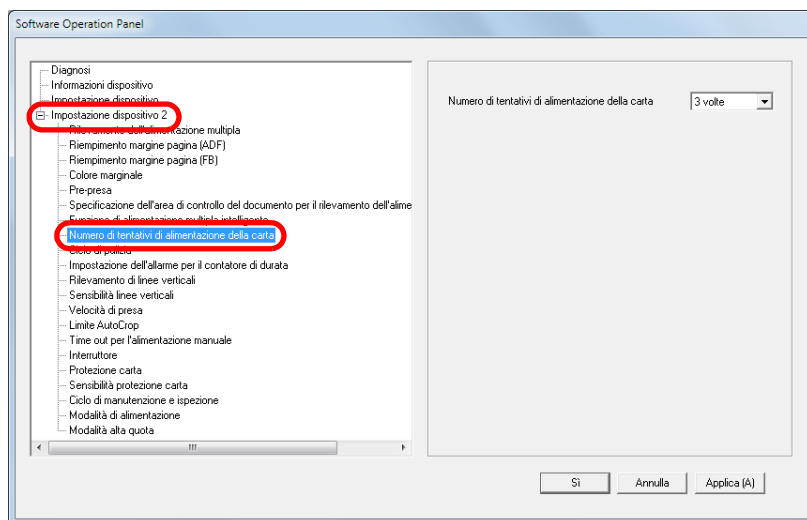 Software Operation Panel
Diagnosi
Informazioni dispositivo
Impostazione dispositivo
Impostazione dispositivo 2
Rilevamento dell'alimentazione multipla
Riempimento margine pagina (ADF)
Riempimento margine pagina (FB)
Colore marginale
Pre-presa
Specificazione dell'area di controllo del documento per il rilevamento dell'alime
Funzione di alimentazione multipla intelligente
Numero di tentativi di alimentazione della carta
Ciclo di pulizia
Impostazione dell'allarme per il contatore di durata
Rilevamento di linee verticali
Sensibilità linee verticali
Velocità di presa
Limite AutoCrop
Time out per l'alimentazione manuale
Interruttore
Protezione carta
Sensibilità protezione carta
Ciclo di manutenzione e ispezione
Modalità di alimentazione
Modalità alta quota
Numero di tentativi di alimentazione della carta
3 volte
Sì
Annulla
Applica (A)